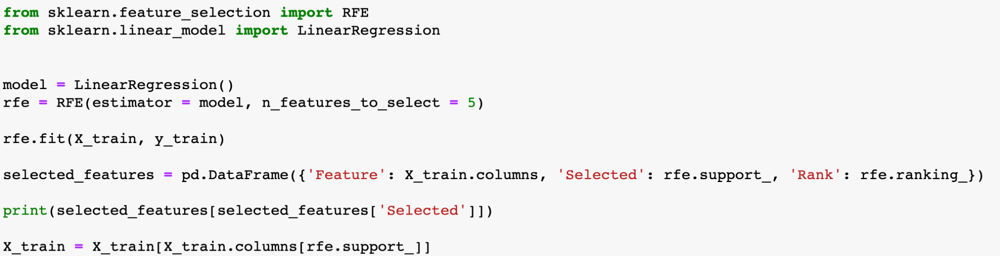 from sklearn.feature_selection import RFE
from sklearn.linear_model import LinearRegression
model = LinearRegression()
rfe = RFE(estimator = model, n_features_to_select = 5)
rfe.fit(X_train, y_train)
selected_features = pd.DataFrame({'Feature': X_train.columns, 'Selected': rfe.support_, 'Rank': rfe.ranking_})
print(selected_features[selected_features['Selected']])
X_train = X_train[X_train.columns[rfe.support_]]